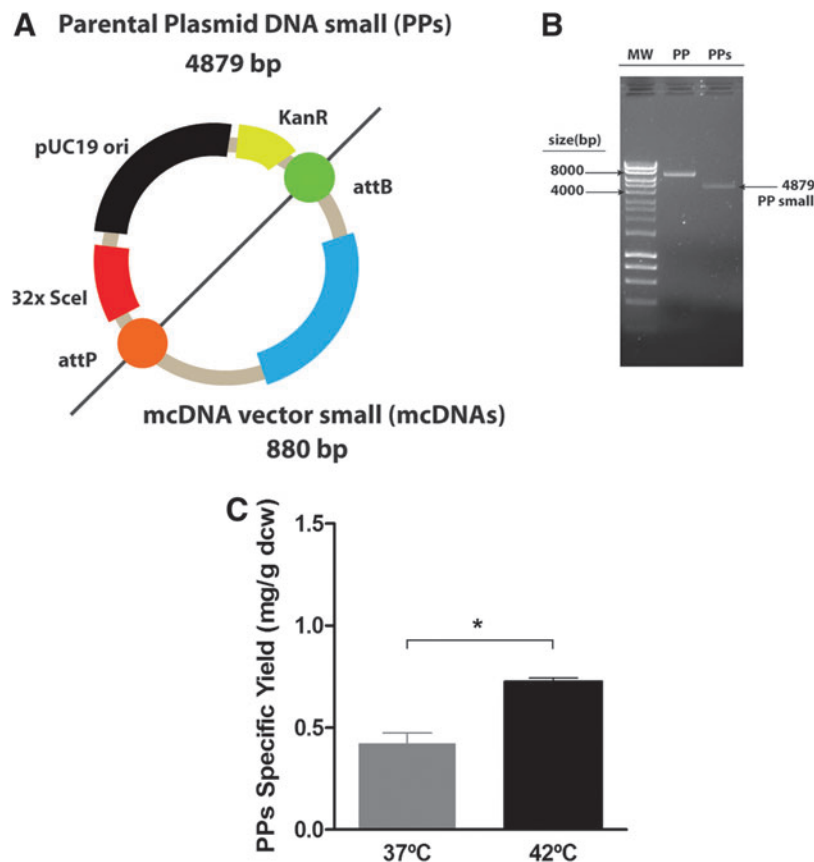 A
Parental Plasmid DNA small (PPs)
4879 bp
KanR
pUC19 ori
attB
32x SceI
attP
mcDNA vector small (mcDNAs)
880 bp
B
MW PP PPs
size(bp)
8000
4000
4879
PP small
C
PPs Specific Yield (mg/g dcw)
1.5
1.0
0.5
0.0
*
37ºC 42ºC